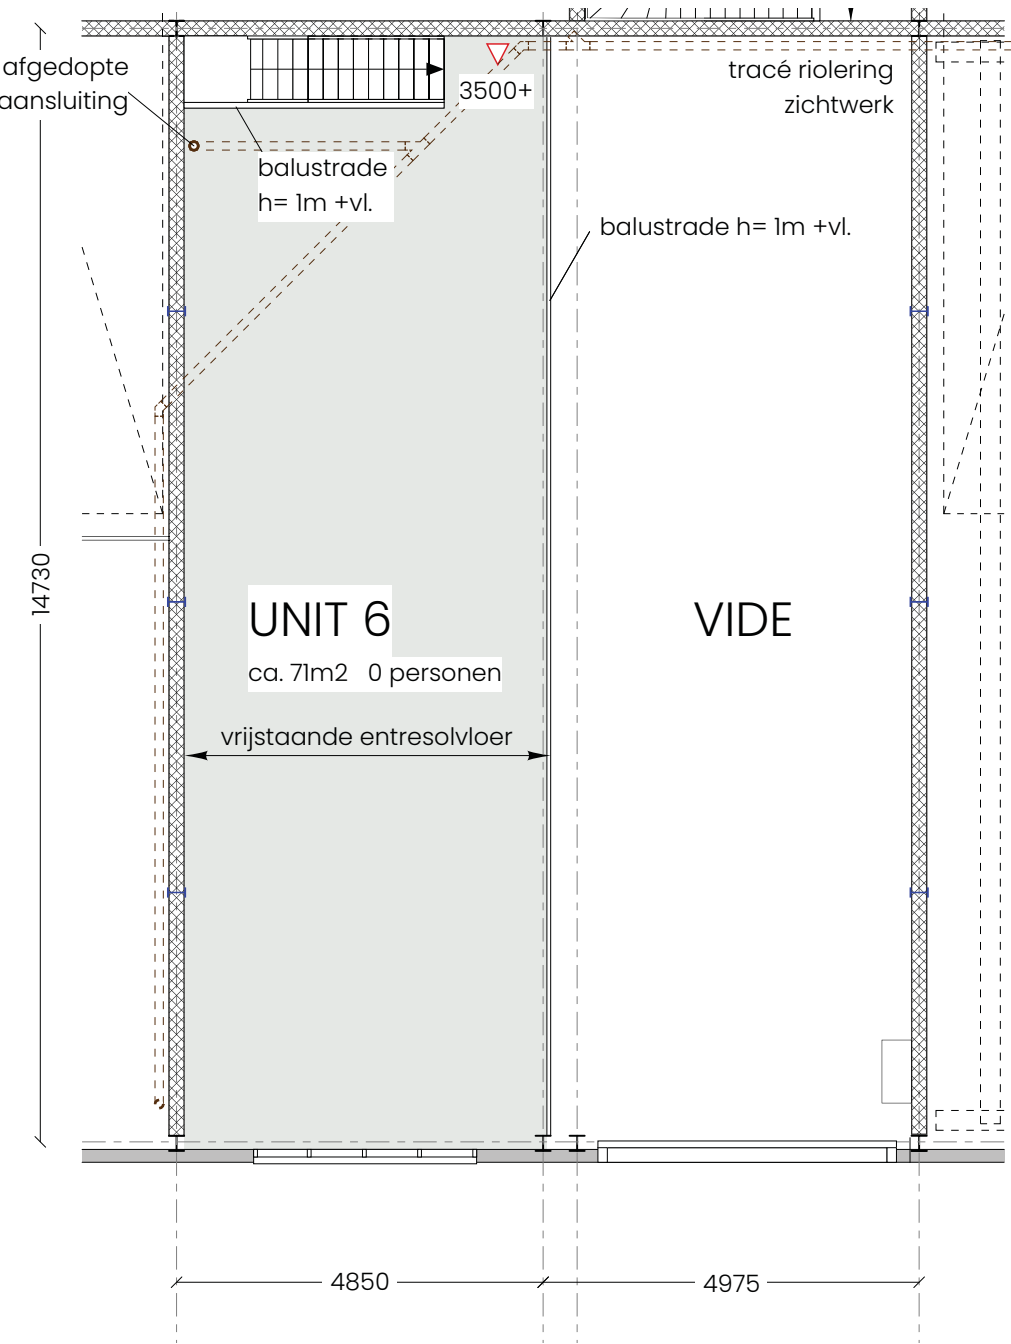 afgedopte
aansluiting
3500+
tracé riolering
zichtwerk
balustrade
h= 1m +vl.
balustrade h= 1m +vl.
14730
UNIT 6
ca. 71m2 0 personen
VIDE
vrijstaande entresolvloer
4850
4975